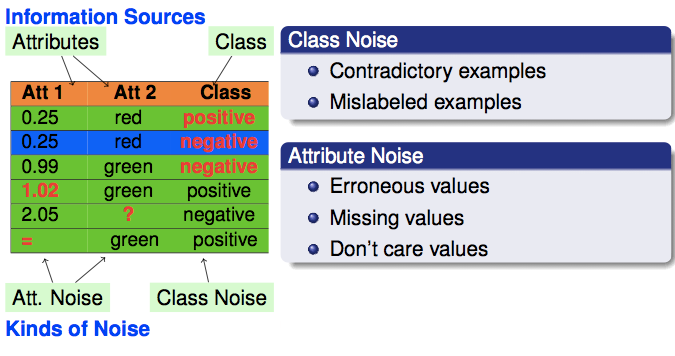 Information Sources
Attributes Class
Att 1 Att 2 Class
0.25 red positive
0.25 red negative
0.99 green negative
1.02 green positive
2.05 ? negative
= green positive
Att. Noise Class Noise
Kinds of Noise
Class Noise
Contradictory examples
Mislabeled examples
Attribute Noise
Erroneous values
Missing values
Don't care values